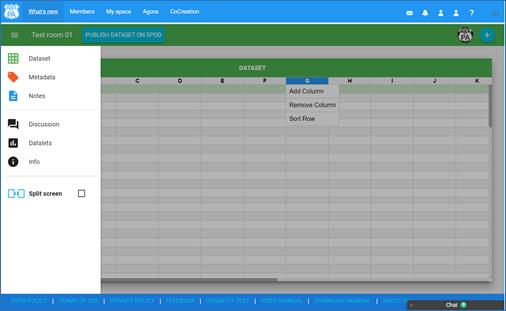 What's new Members My space Agora CoCreation ? EN
Test room 01 PUBLISH DATASET ON SPOD
Dataset
Metadata
Notes
Discussion
Datalets
Info
Split screen
DATASET
C D E F G H I J K
Add Column
Remove Column
Sort Row
DATA POLICY | TERMS OF USE | PRIVACY POLICY | FEEDBACK | USABILITY TEST | VIDEO MANUAL | DOWNLOAD MANUAL |
Chat
PA
PA